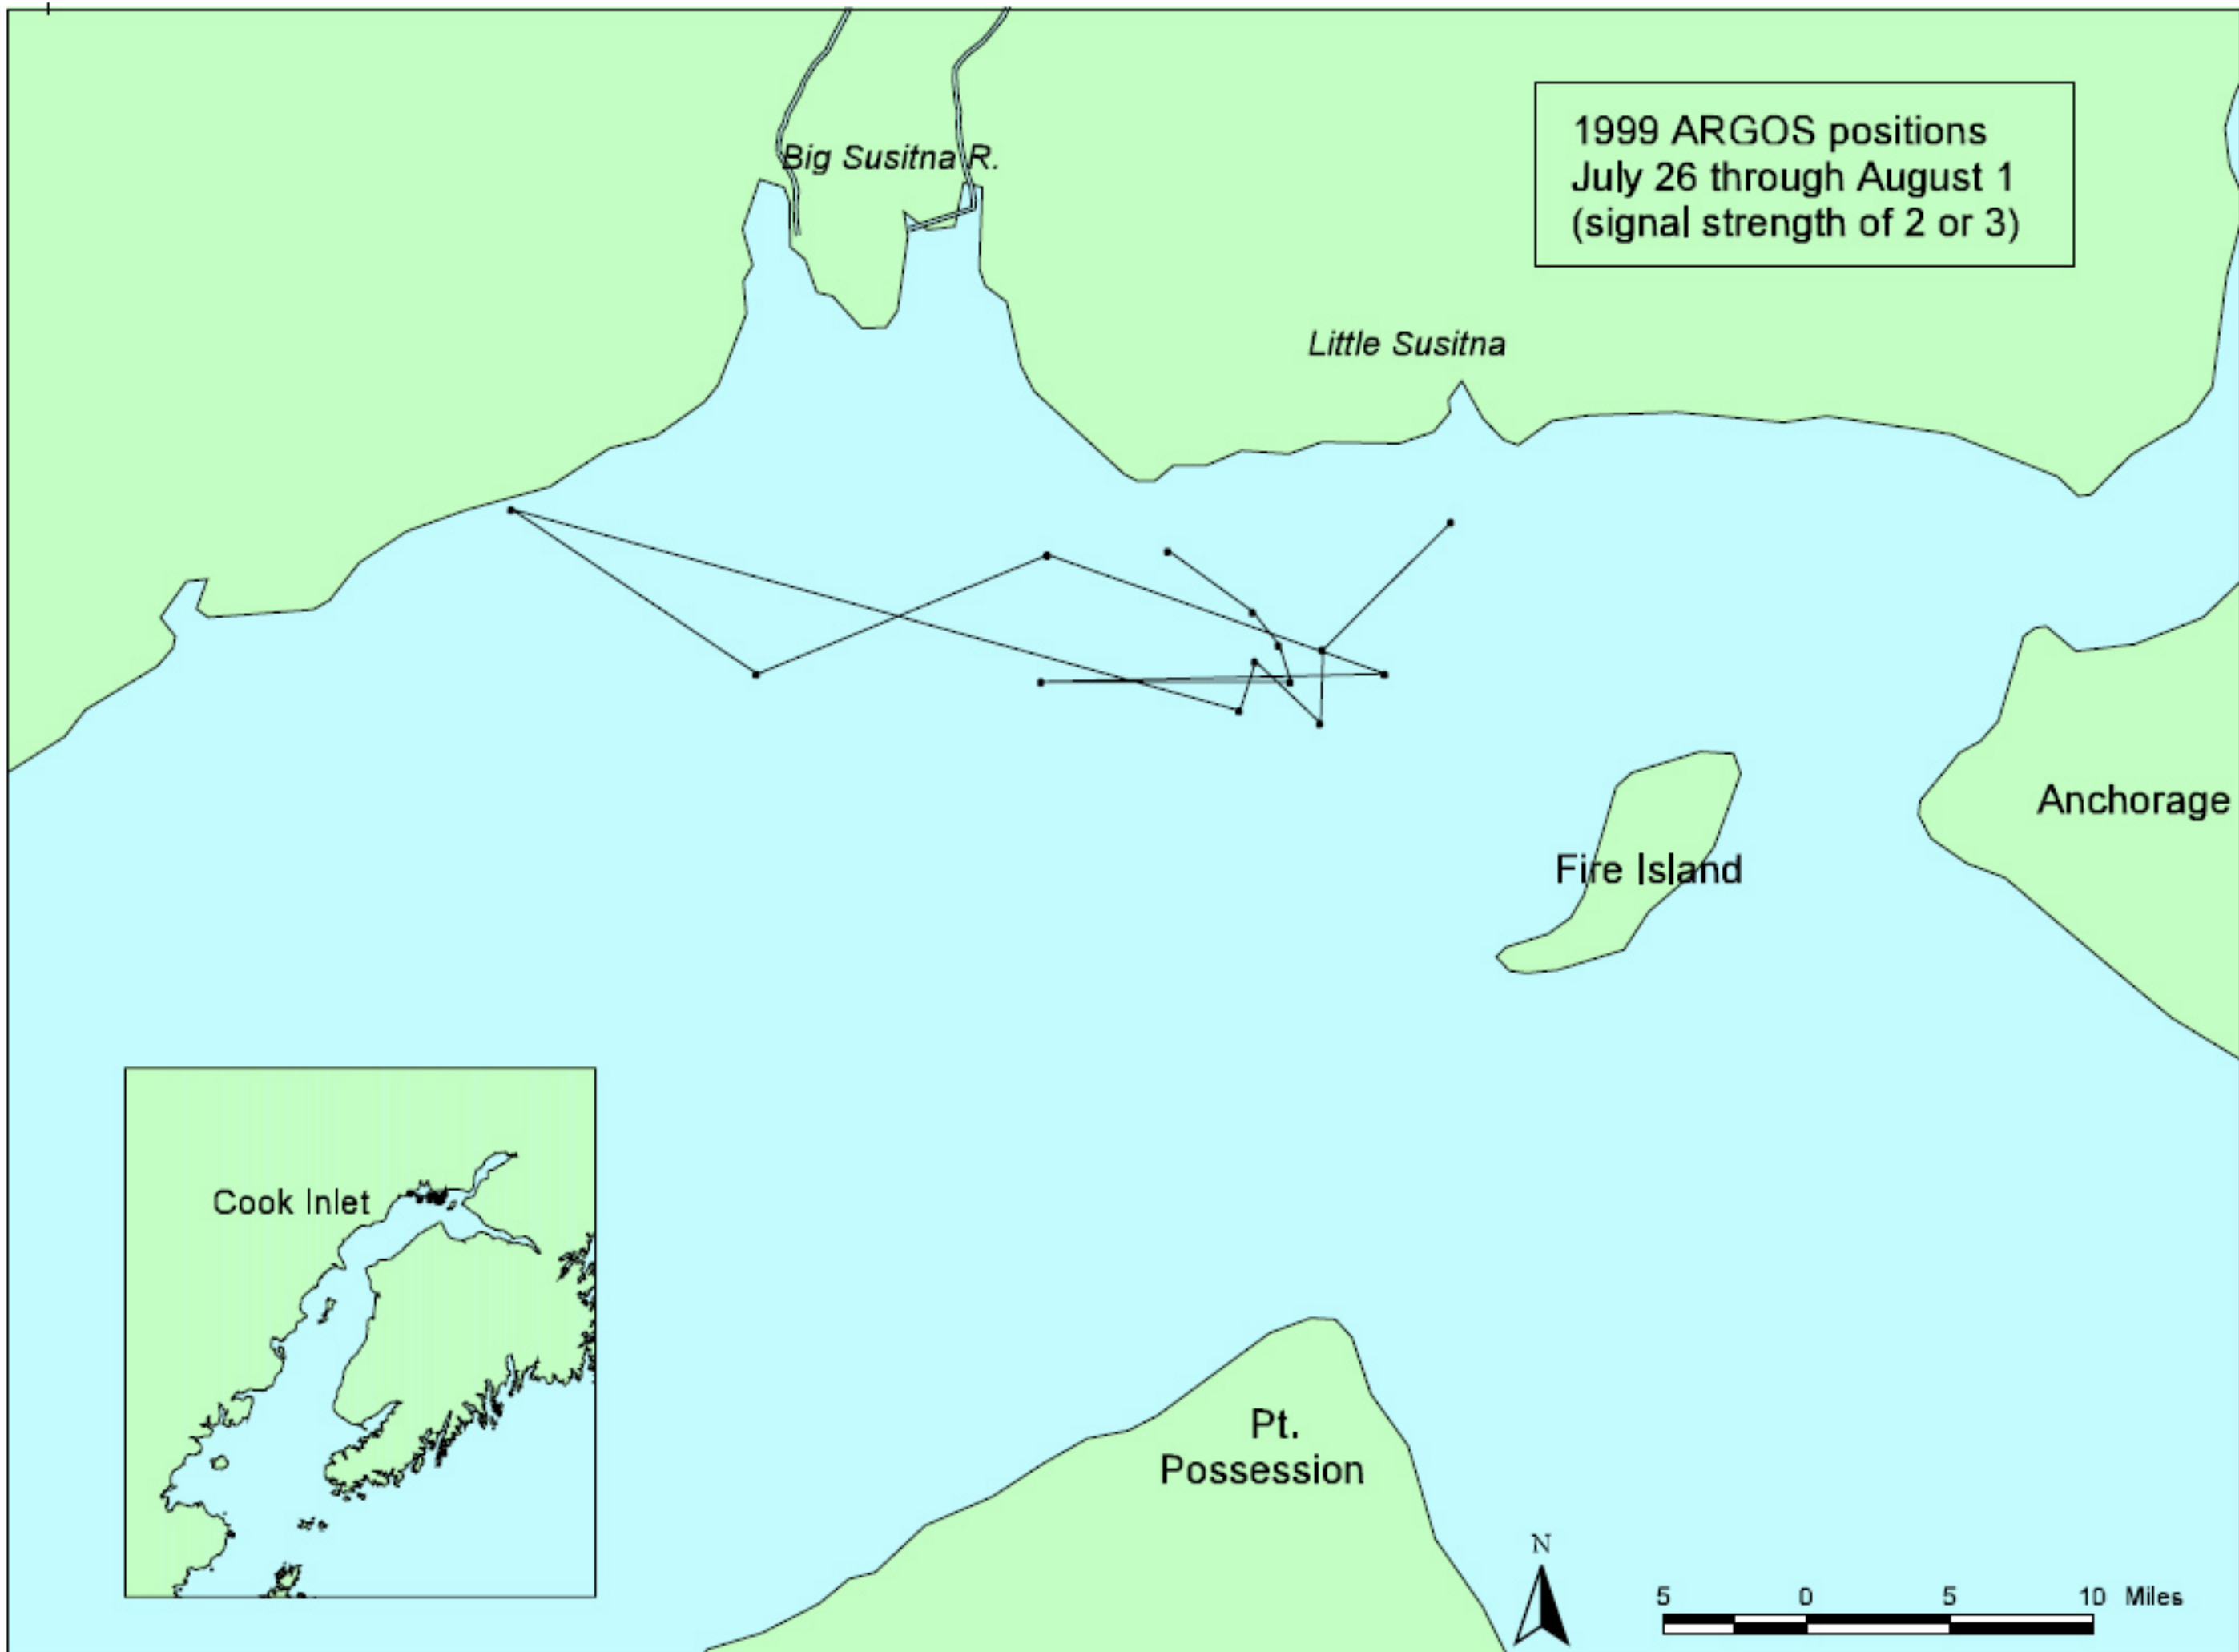 Big Susitna R.
1999 ARGOS positions
July 26 through August 1
(signal strength of 2 or 3)
Little Susitna
Anchorage
Fire Island
Cook Inlet
Pt.
Possession
N
5 0 5 10 Miles